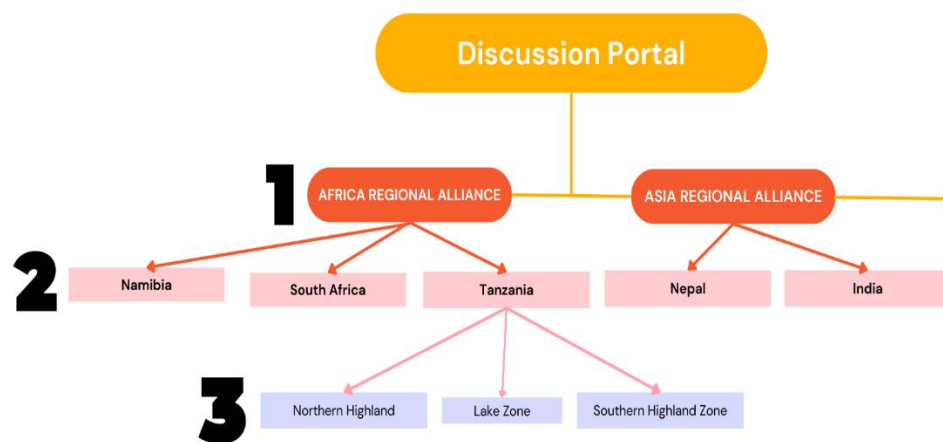 Discussion Portal
1
AFRICA REGIONAL ALLIANCE
ASIA REGIONAL ALLIANCE
2
Namibia
South Africa
Tanzania
Nepal
India
3
Northern Highland
Lake Zone
Southern Highland Zone